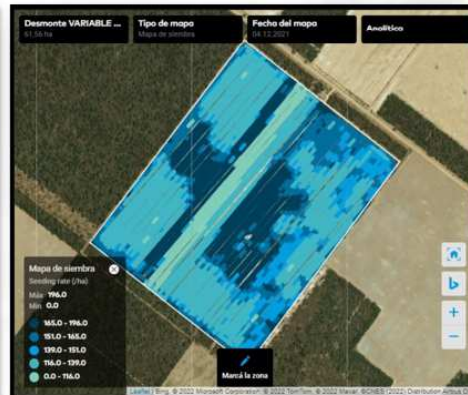 Desmonte VARIABLE ...
61,56 ha
Tipo de mapa
Mapa de siembra
Fecha del mapa
04.12.2021
Analítica
Mapa de siembra
Seeding rate (/ha)
Máx 196.0
Mín 0.0
165.0 - 196.0
151.0 - 165.0
139.0 - 151.0
116.0 - 139.0
0.0 - 116.0
Marcá la zona
Leaflet | Bing, © 2022 Microsoft Corporation, © 2022 TomTom, © 2022 Maxar, ©CNES (2022) Distribution Airbus D